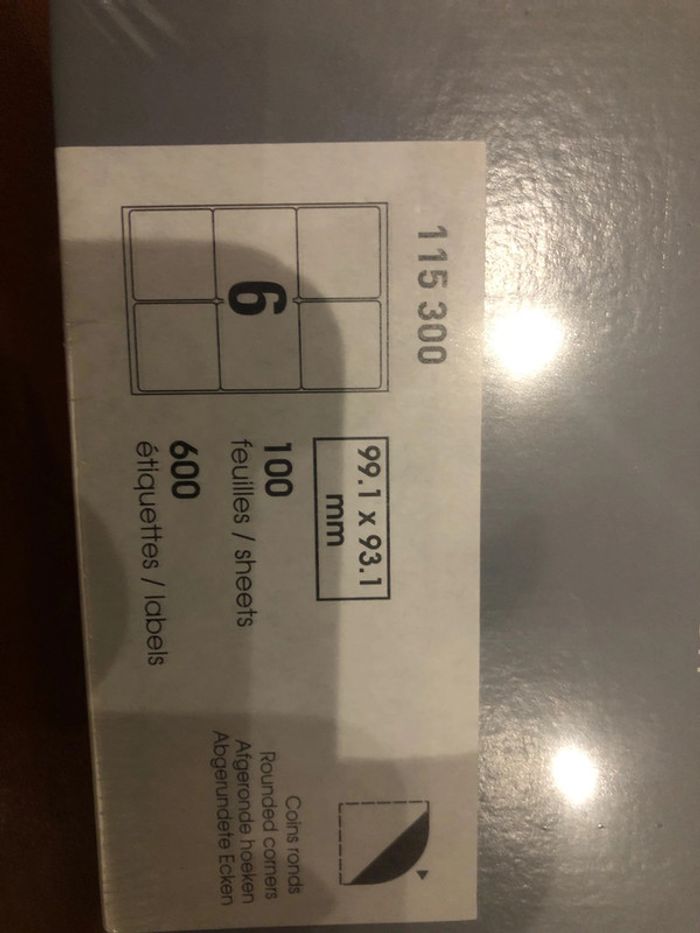 115 300
6
99.1 x 93.1
mm
100
feuilles / sheets
600
étiquettes / labels
Coins ronds
Rounded corners
Afgeronde hoeken
Abgerundete Ecken